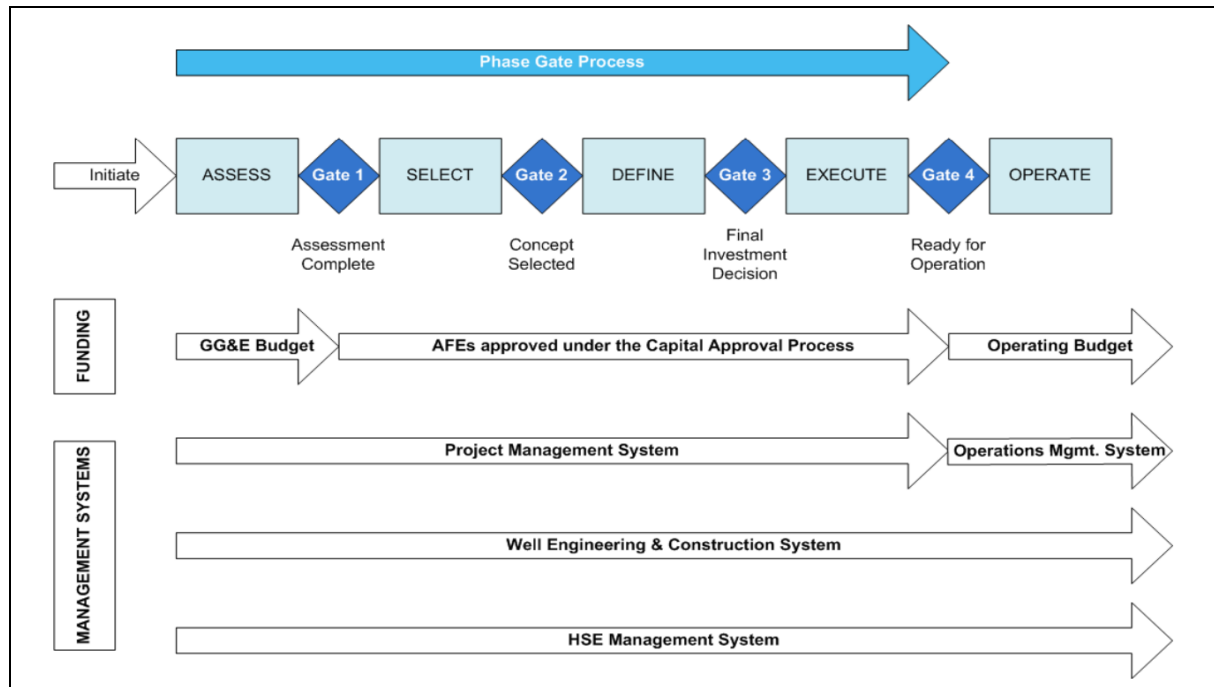 Phase Gate Process
Initiate
ASSESS
Gate 1
SELECT
Gate 2
DEFINE
Gate 3
EXECUTE
Gate 4
OPERATE
Assessment
Complete
Concept
Selected
Final
Investment
Decision
Ready for
Operation
FUNDING
GG&E Budget
AFEs approved under the Capital Approval Process
Operating Budget
MANAGEMENT SYSTEMS
Project Management System
Operations Mgmt. System
Well Engineering & Construction System
HSE Management System